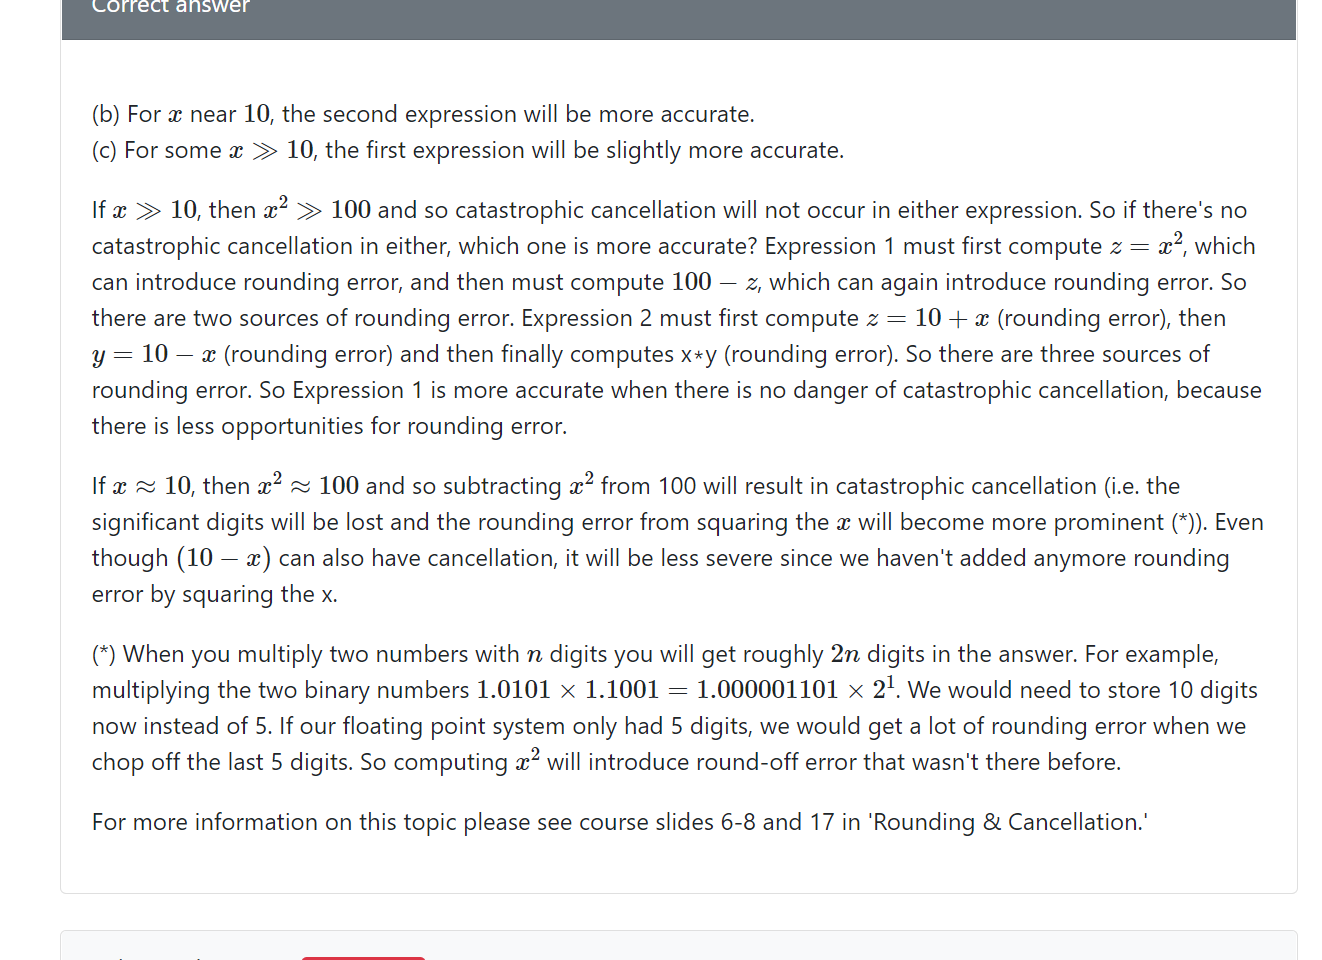 Correct answer
(b) For x near 10, the second expression will be more accurate.
(c) For some x ≫ 10, the first expression will be slightly more accurate.
If x ≫ 10, then x² ≫ 100 and so catastrophic cancellation will not occur in either expression. So if there's no
catastrophic cancellation in either, which one is more accurate? Expression 1 must first compute z = x², which
can introduce rounding error, and then must compute 100 − z, which can again introduce rounding error. So
there are two sources of rounding error. Expression 2 must first compute z = 10 + x (rounding error), then
y = 10 − x (rounding error) and then finally computes x*y (rounding error). So there are three sources of
rounding error. So Expression 1 is more accurate when there is no danger of catastrophic cancellation, because
there is less opportunities for rounding error.
If x ≈ 10, then x² ≈ 100 and so subtracting x² from 100 will result in catastrophic cancellation (i.e. the
significant digits will be lost and the rounding error from squaring the x will become more prominent (*)). Even
though (10 − x) can also have cancellation, it will be less severe since we haven't added anymore rounding
error by squaring the x.
(*) When you multiply two numbers with n digits you will get roughly 2n digits in the answer. For example,
multiplying the two binary numbers 1.0101 × 1.1001 = 1.000001101 × 2¹. We would need to store 10 digits
now instead of 5. If our floating point system only had 5 digits, we would get a lot of rounding error when we
chop off the last 5 digits. So computing x² will introduce round-off error that wasn't there before.
For more information on this topic please see course slides 6-8 and 17 in 'Rounding & Cancellation.'